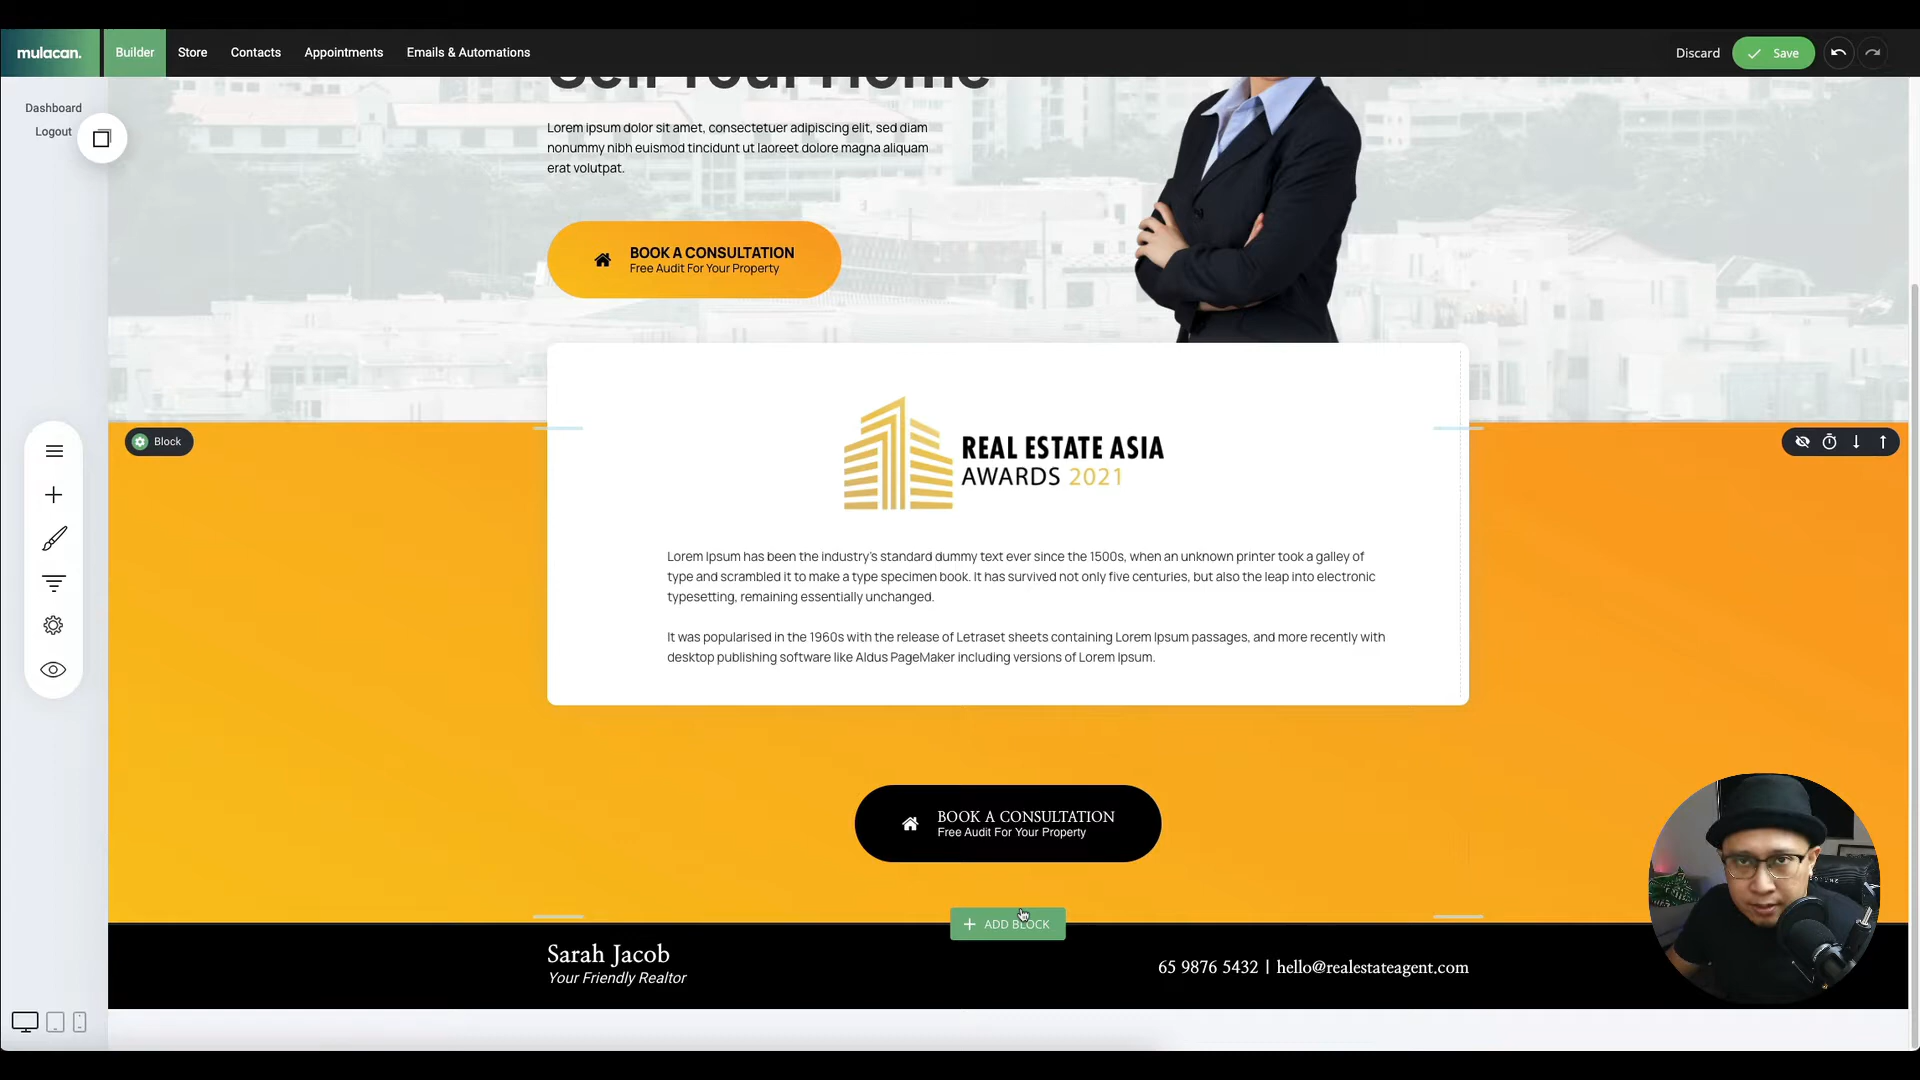 mulacan.
Builder
Store
Contacts
Appointments
Emails & Automations
Discard
Save
Dashboard
Logout
Sell Your Home
Lorem ipsum dolor sit amet, consectetuer adipiscing elit, sed diam
nonummy nibh euismod tincidunt ut laoreet dolore magna aliquam
erat volutpat.
BOOK A CONSULTATION
Free Audit For Your Property
Block
REAL ESTATE ASIA
AWARDS 2021
Lorem Ipsum has been the industry's standard dummy text ever since the 1500s, when an unknown printer took a galley of
type and scrambled it to make a type specimen book. It has survived not only five centuries, but also the leap into electronic
typesetting, remaining essentially unchanged.
It was popularised in the 1960s with the release of Letraset sheets containing Lorem Ipsum passages, and more recently with
desktop publishing software like Aldus PageMaker including versions of Lorem Ipsum.
BOOK A CONSULTATION
Free Audit For Your Property
ADD BLOCK
Sarah Jacob
Your Friendly Realtor
65 9876 5432 | hello@realestateagent.com